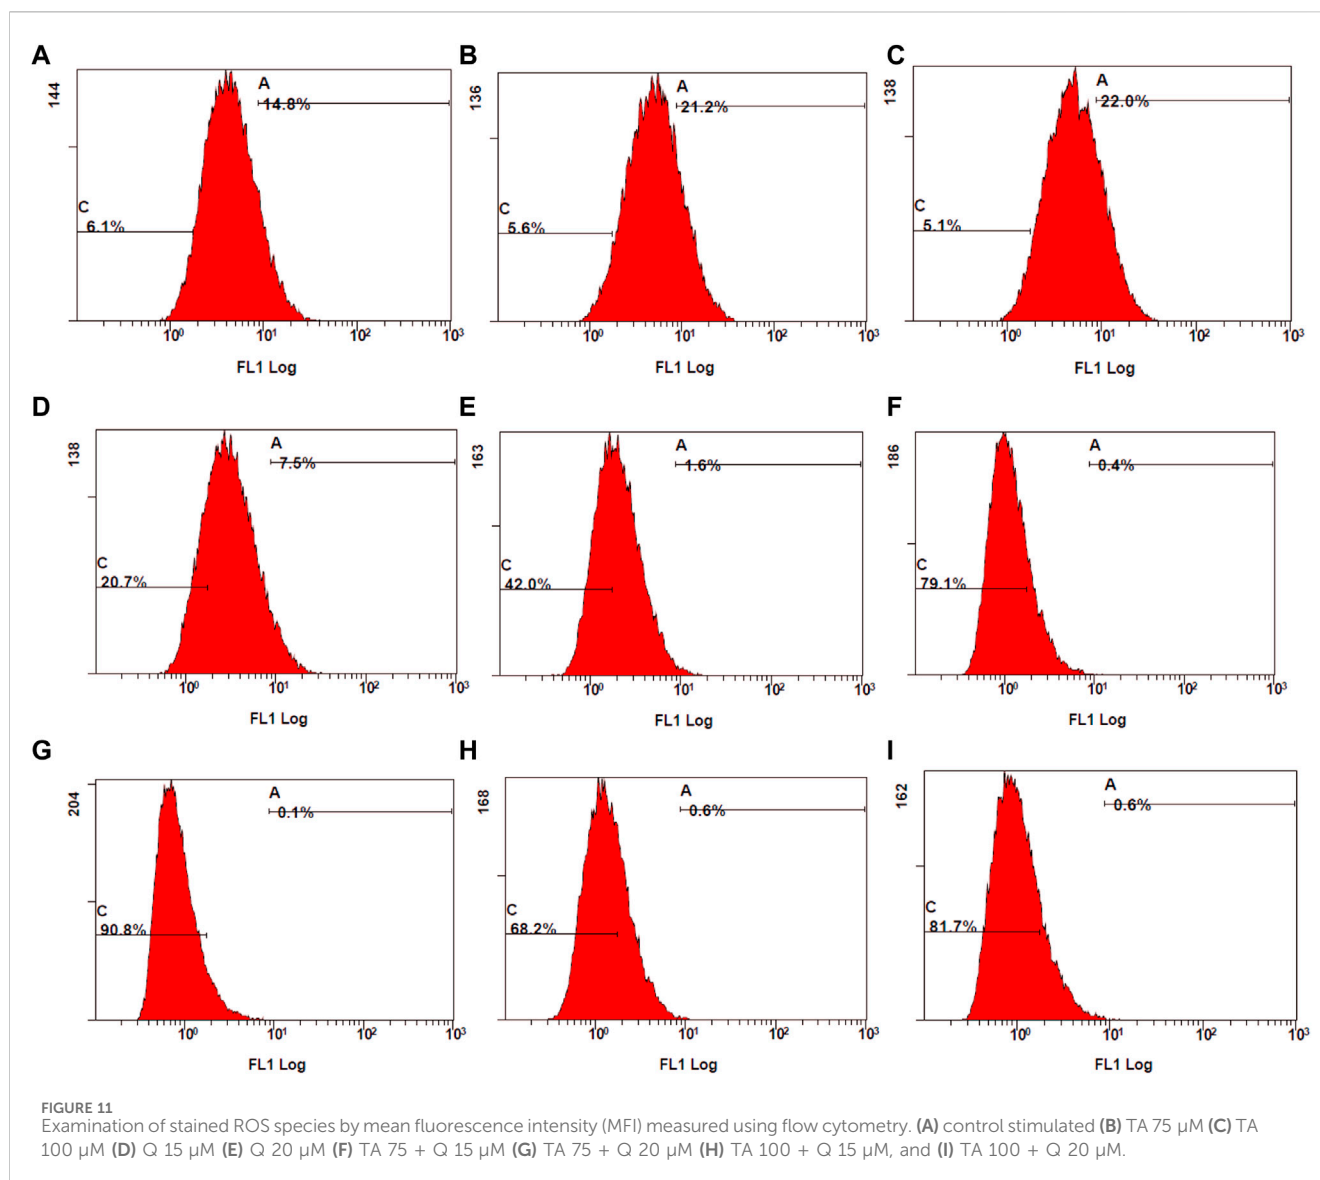 A
144
A
14.8%
C
6.1%
10⁰ 10¹ 10² 10³
FL1 Log
B
136
A
21.2%
C
5.6%
10⁰ 10¹ 10² 10³
FL1 Log
C
138
A
22.0%
C
5.1%
10⁰ 10¹ 10² 10³
FL1 Log
D
138
A
7.5%
C
20.7%
10⁰ 10¹ 10² 10³
FL1 Log
E
163
A
1.6%
C
42.0%
10⁰ 10¹ 10² 10³
FL1 Log
F
186
A
0.4%
C
79.1%
10⁰ 10¹ 10² 10³
FL1 Log
G
204
A
0.1%
C
90.8%
10⁰ 10¹ 10² 10³
FL1 Log
H
168
A
0.6%
C
68.2%
10⁰ 10¹ 10² 10³
FL1 Log
I
162
A
0.6%
C
81.7%
10⁰ 10¹ 10² 10³
FL1 Log
FIGURE 11
Examination of stained ROS species by mean fluorescence intensity (MFI) measured using flow cytometry. (A) control stimulated (B) TA 75 µM (C) TA
100 µM (D) Q 15 µM (E) Q 20 µM (F) TA 75 + Q 15 µM (G) TA 75 + Q 20 µM (H) TA 100 + Q 15 µM, and (I) TA 100 + Q 20 µM.